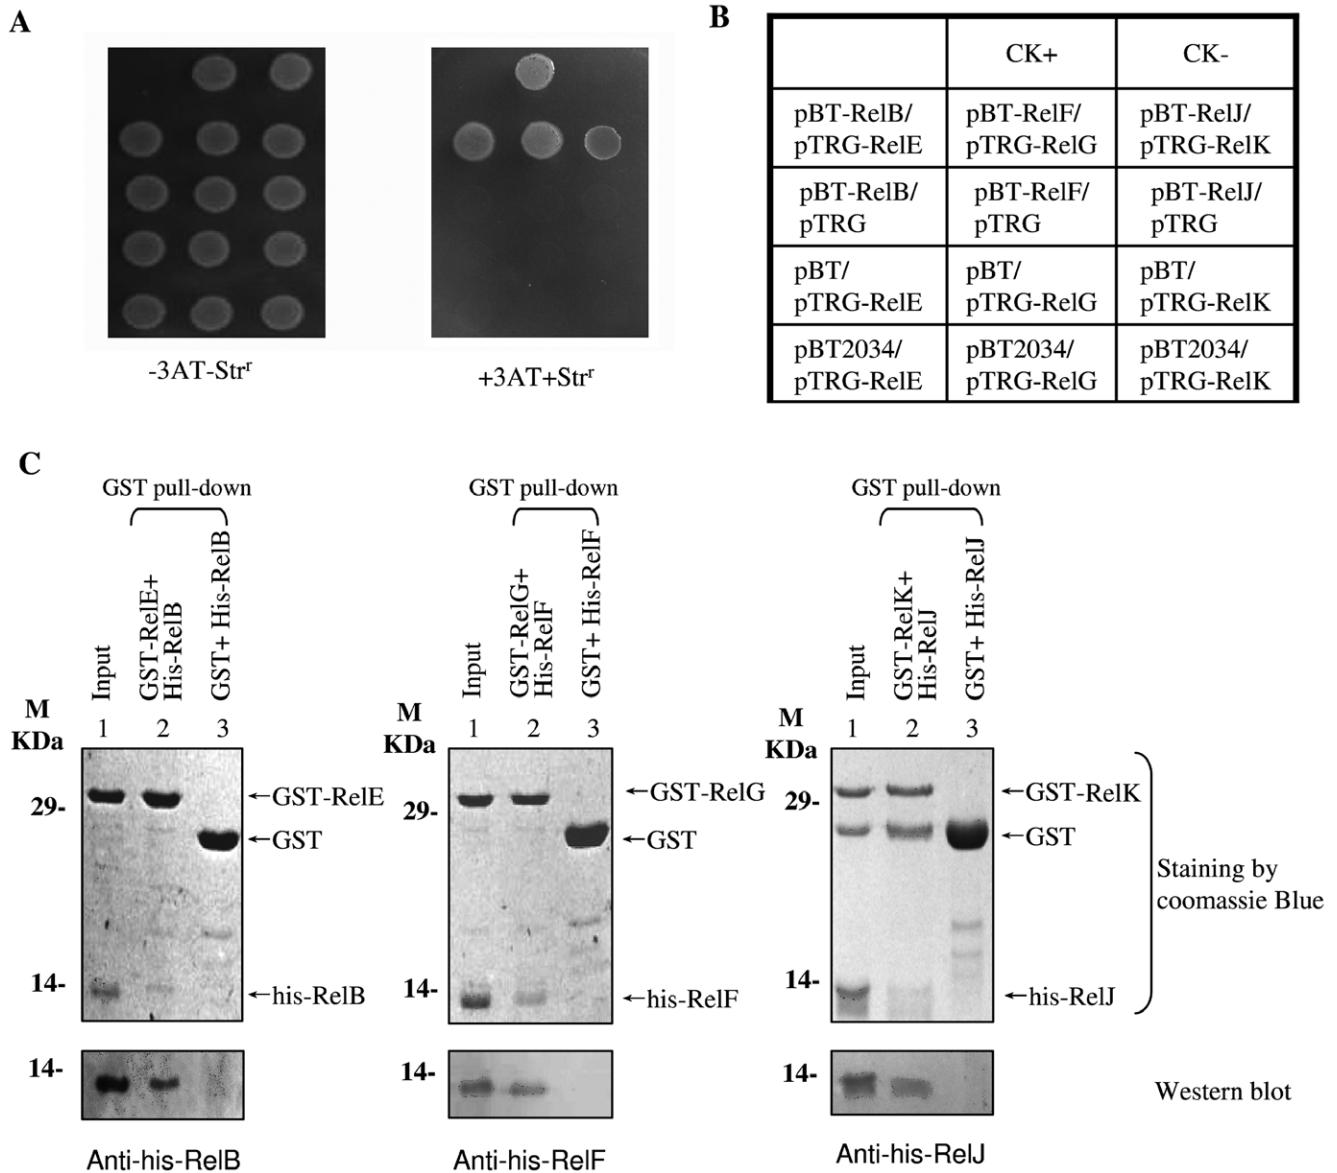 A
-3AT-Strʳ
+3AT+Strʳ
B
CK+
CK-
pBT-RelB/
pTRG-RelE
pBT-RelF/
pTRG-RelG
pBT-RelJ/
pTRG-RelK
pBT-RelB/
pTRG
pBT-RelF/
pTRG
pBT-RelJ/
pTRG
pBT/
pTRG-RelE
pBT/
pTRG-RelG
pBT/
pTRG-RelK
pBT2034/
pTRG-RelE
pBT2034/
pTRG-RelG
pBT2034/
pTRG-RelK
C
GST pull-down
Input
GST-RelE+
His-RelB
GST+ His-RelB
M
KDa
1
2
3
29-
14-
GST-RelE
GST
his-RelB
14-
Anti-his-RelB
GST pull-down
Input
GST-RelG+
His-RelF
GST+ His-RelF
M
KDa
1
2
3
29-
14-
GST-RelG
GST
his-RelF
14-
Anti-his-RelF
GST pull-down
Input
GST-RelK+
His-RelJ
GST+ His-RelJ
M
KDa
1
2
3
29-
14-
GST-RelK
GST
his-RelJ
14-
Anti-his-RelJ
Staining by
coomassie Blue
Western blot